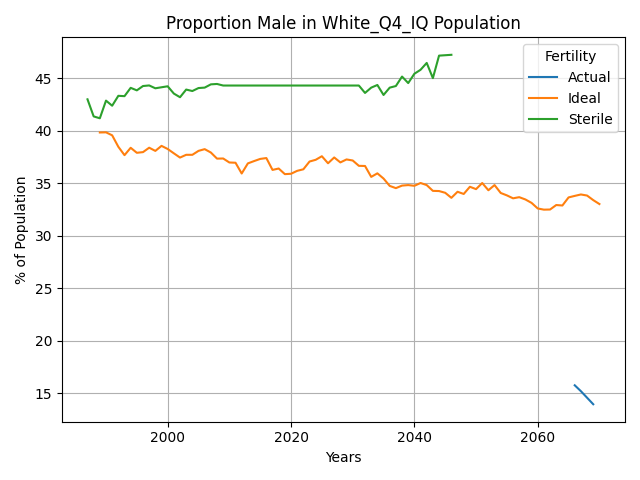 Proportion Male in White_Q4_IQ Population
Fertility
Actual
Ideal
Sterile
% of Population
45
40
35
30
25
20
15
2000 2020 2040 2060
Years